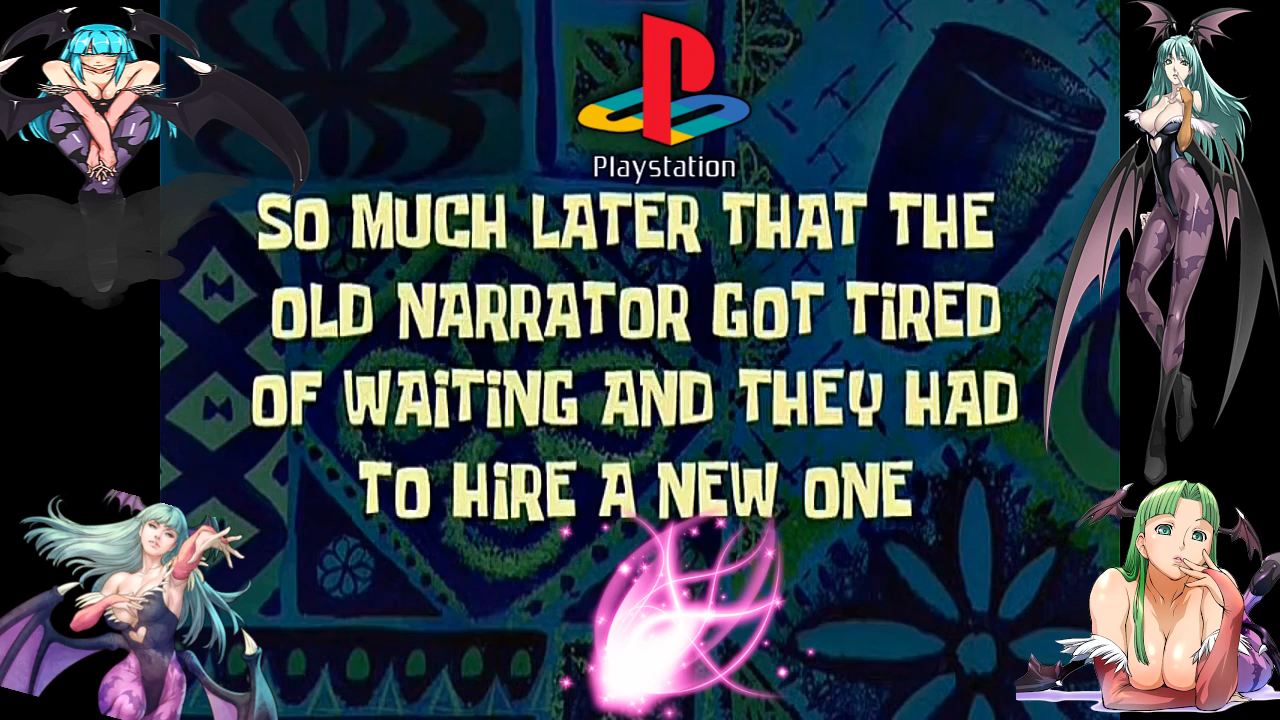 Playstation
SO MUCH LATER THAT THE
OLD NARRATOR GOT TiRED
OF WAiTiNG AND THEY HAD
TO HiRE A NEW ONE